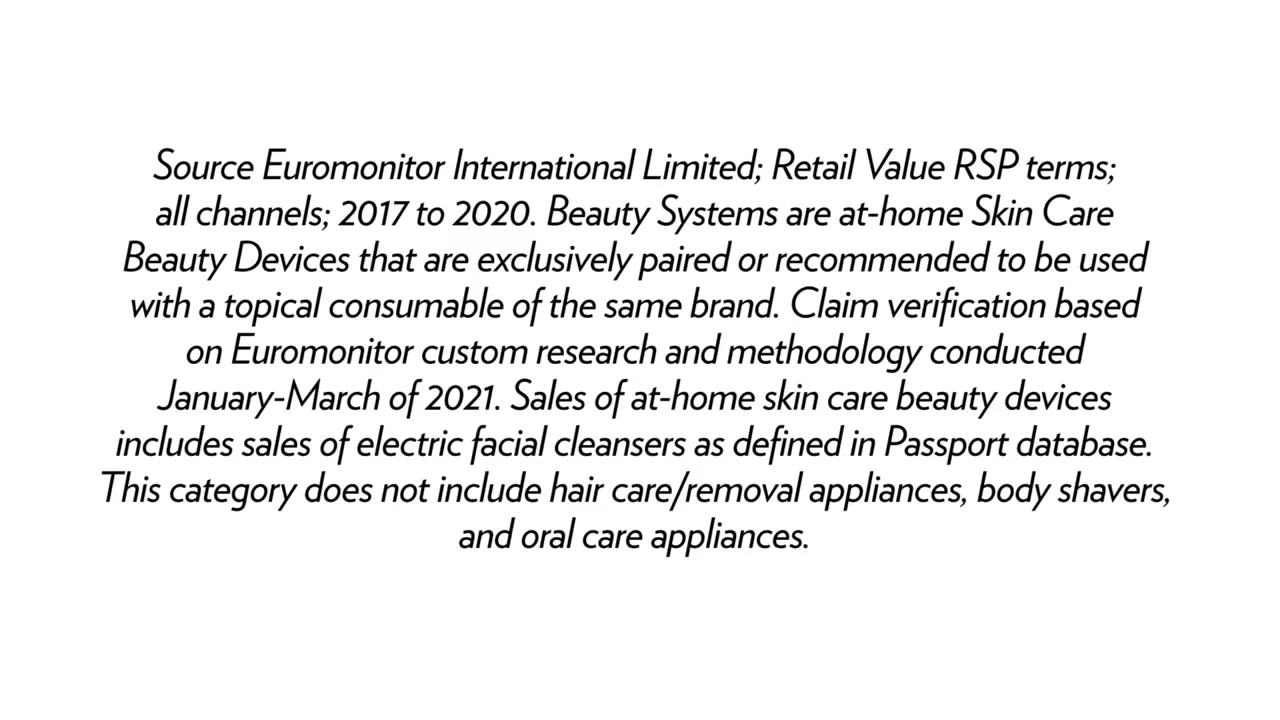 Source Euromonitor International Limited; Retail Value RSP terms;
all channels; 2017 to 2020. Beauty Systems are at-home Skin Care
Beauty Devices that are exclusively paired or recommended to be used
with a topical consumable of the same brand. Claim verification based
on Euromonitor custom research and methodology conducted
January-March of 2021. Sales of at-home skin care beauty devices
includes sales of electric facial cleansers as defined in Passport database.
This category does not include hair care/removal appliances, body shavers,
and oral care appliances.